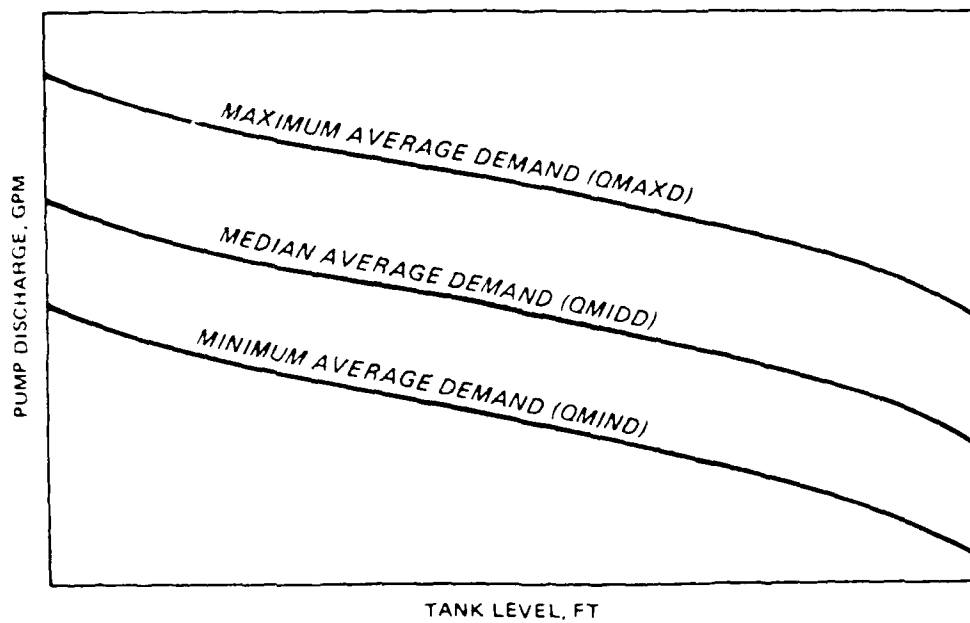 MAXIMUM AVERAGE DEMAND (QMAXD)
MEDIAN AVERAGE DEMAND (QMIDD)
MINIMUM AVERAGE DEMAND (QMIND)
PUMP DISCHARGE, GPM
TANK LEVEL, FT